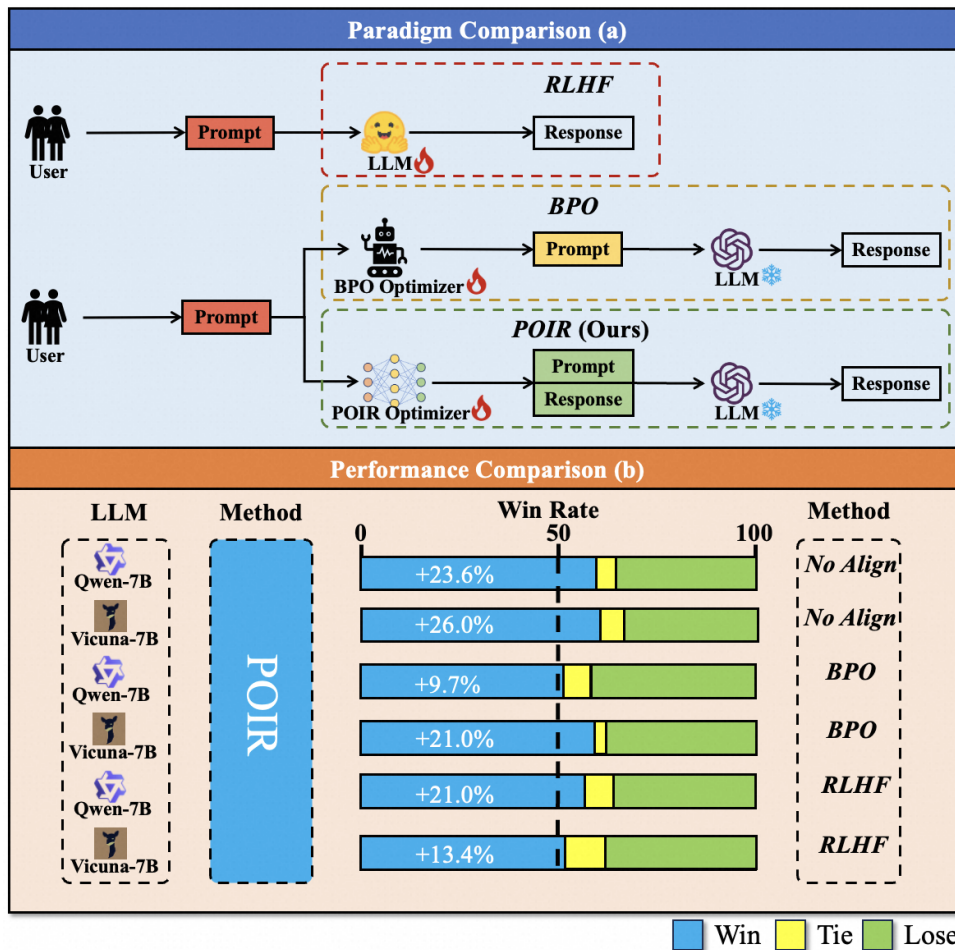 Paradigm Comparison (a)
RLHF
Prompt
Response
User
LLM
BPO
Prompt
Response
BPO Optimizer
LLM
Prompt
User
POIR (Ours)
Prompt
Response
Response
POIR Optimizer
LLM
Performance Comparison (b)
LLM Method Win Rate Method
0 50 100
Qwen-7B +23.6% No Align
Vicuna-7B +26.0% No Align
Qwen-7B +9.7% BPO
Vicuna-7B +21.0% BPO
Qwen-7B +21.0% RLHF
Vicuna-7B +13.4% RLHF
POIR
Win Tie Lose